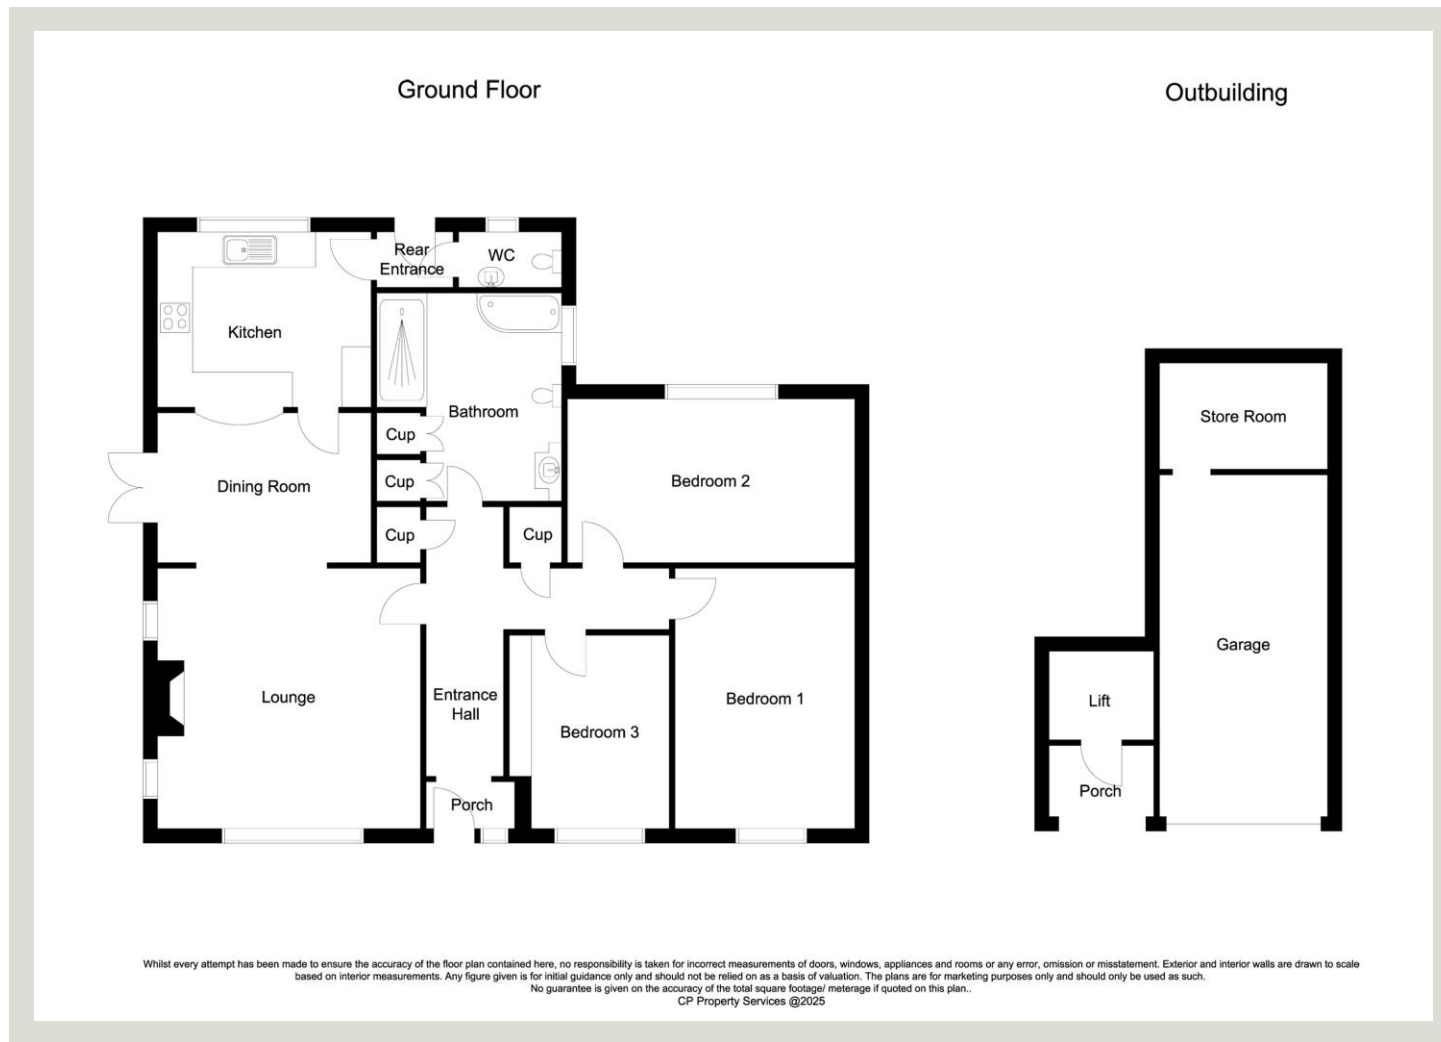 Ground Floor
Outbuilding
Rear
Entrance
WC
Kitchen
Bathroom
Cup
Cup
Cup
Cup
Dining Room
Bedroom 2
Lounge
Entrance
Hall
Bedroom 3
Bedroom 1
Porch
Store Room
Garage
Lift
Porch
Whilst every attempt has been made to ensure the accuracy of the floor plan contained here, no responsibility is taken for incorrect measurements of doors, windows, appliances and rooms or any error, omission or misstatement. Exterior and interior walls are drawn to scale
based on interior measurements. Any figure given is for initial guidance only and should not be relied on as a basis of valuation. The plans are for marketing purposes only and should only be used as such.
No guarantee is given on the accuracy of the total square footage/ meterage if quoted on this plan..
CP Property Services @2025